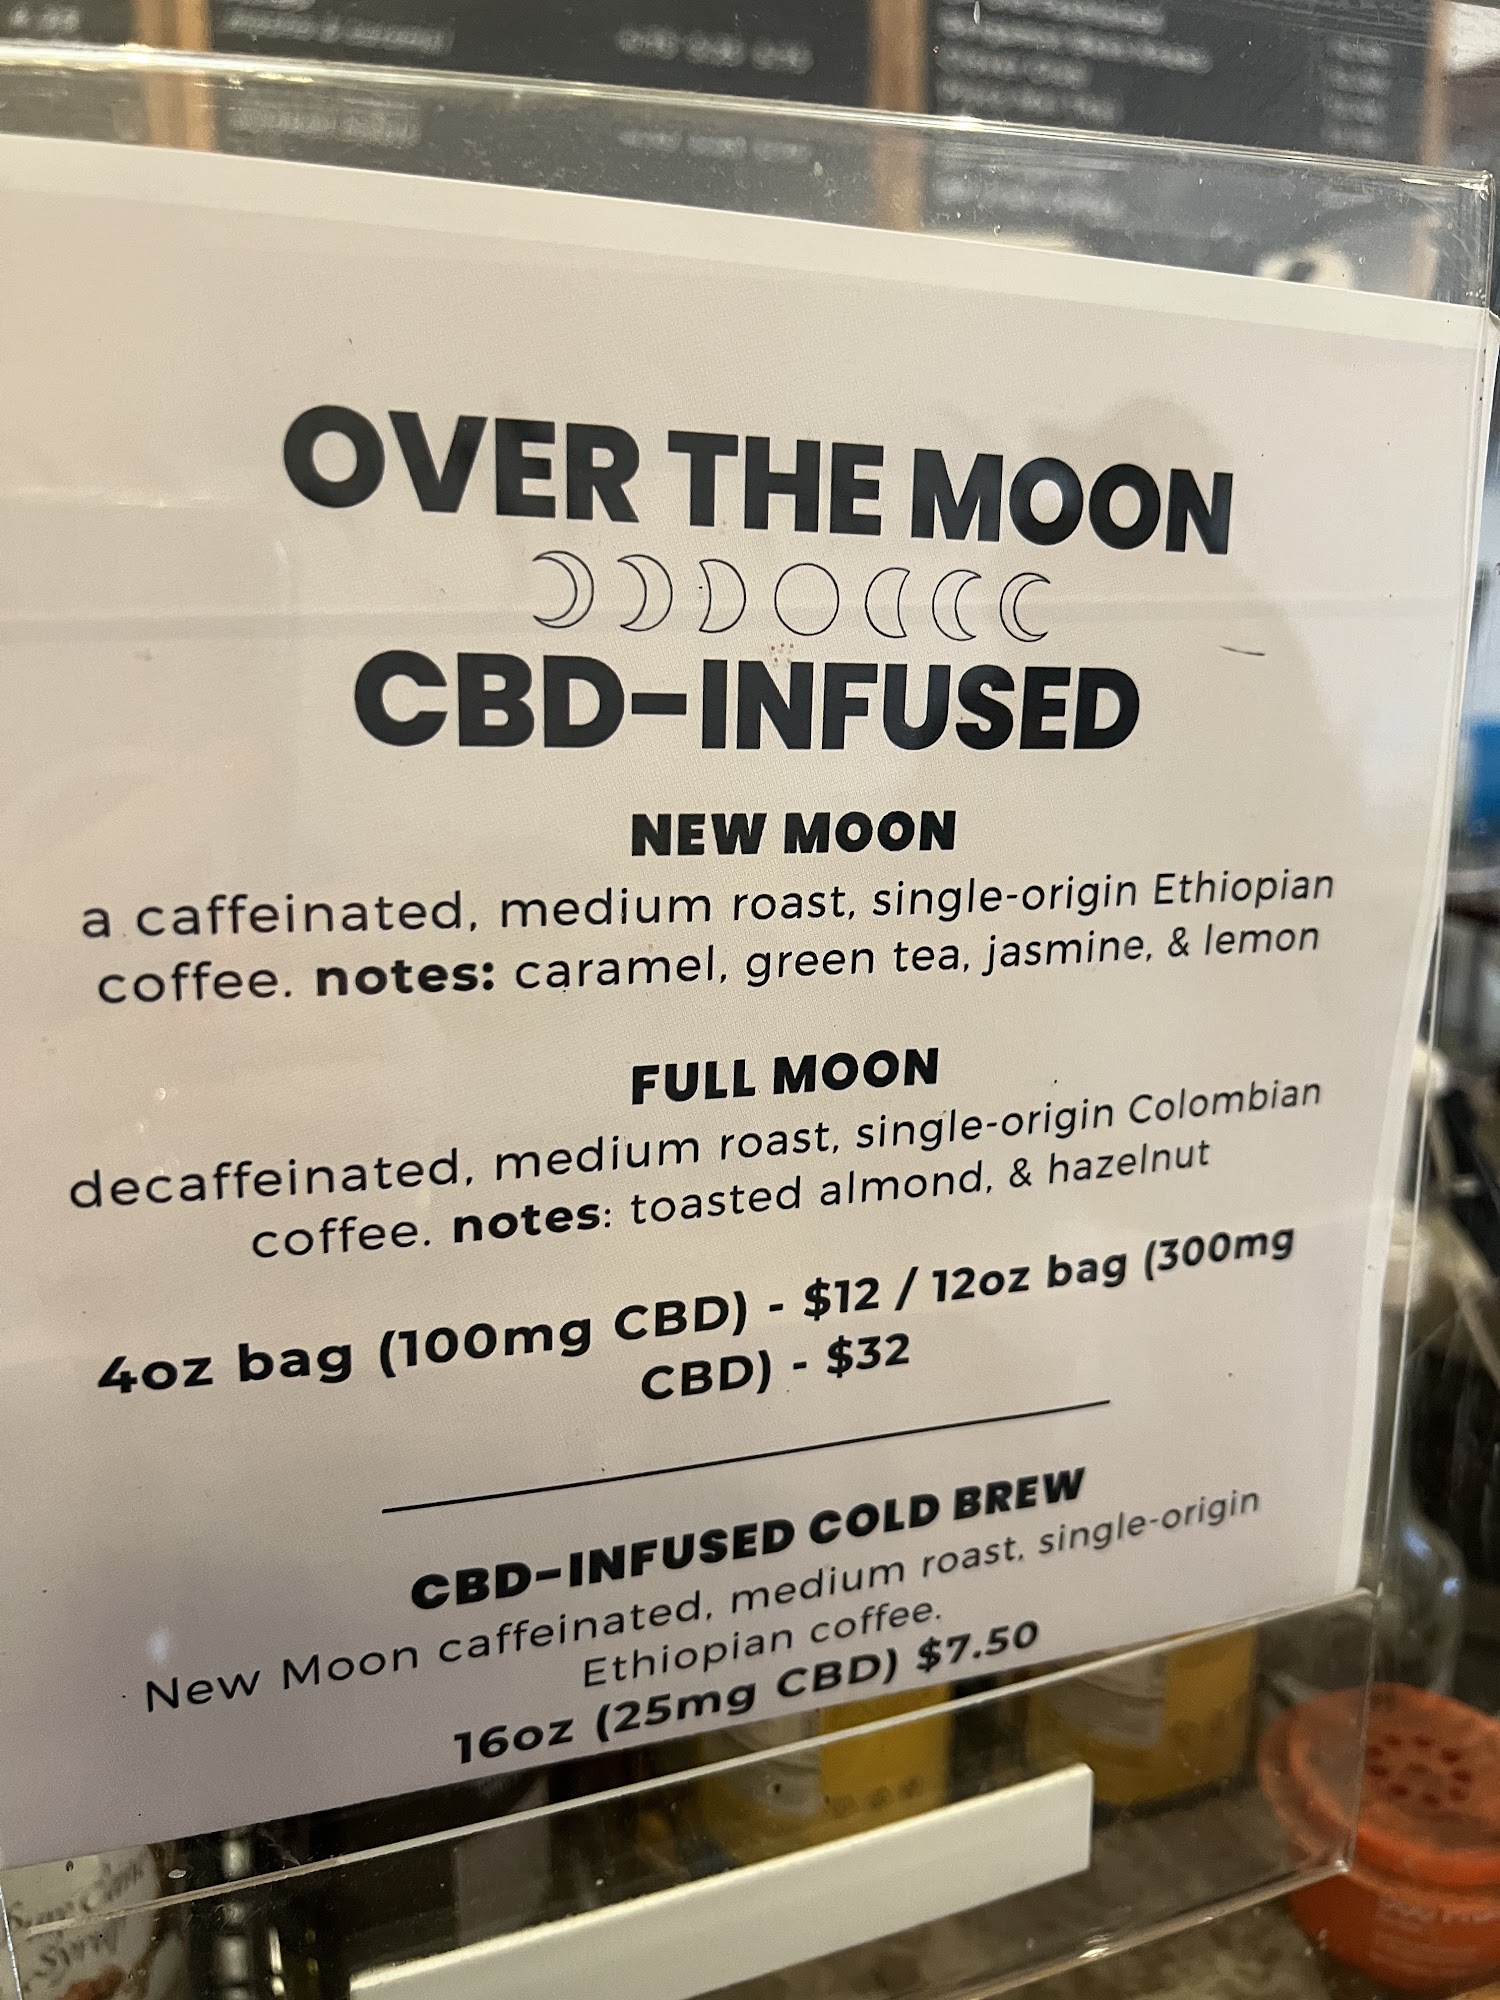 OVER THE MOON
CBD-INFUSED
NEW MOON
a caffeinated, medium roast, single-origin Ethiopian
coffee. notes: caramel, green tea, jasmine, & lemon
FULL MOON
decaffeinated, medium roast, single-origin Colombian
coffee. notes: toasted almond, & hazelnut
4oz bag (100mg CBD) - $12 / 12oz bag (300mg
CBD) - $32
CBD-INFUSED COLD BREW
New Moon caffeinated, medium roast, single-origin
Ethiopian coffee.
16oz (25mg CBD) $7.50